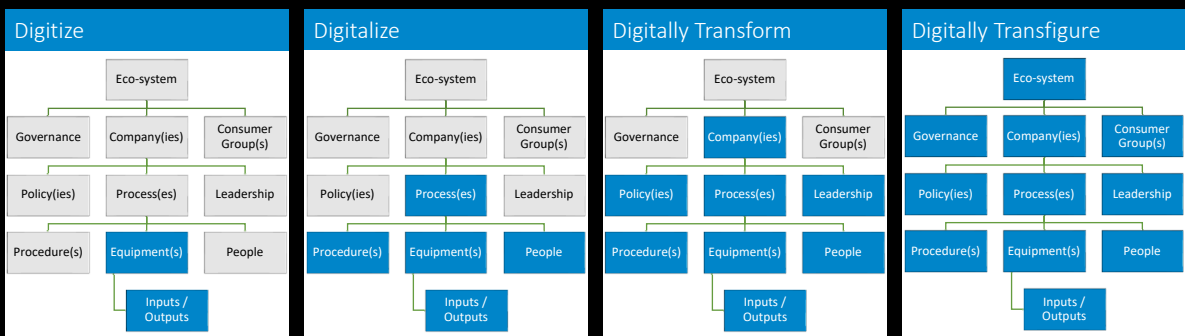 Digitize
Eco-system
Governance
Company(ies)
Consumer
Group(s)
Policy(ies)
Process(es)
Leadership
Procedure(s)
Equipment(s)
People
Inputs /
Outputs
Digitalize
Eco-system
Governance
Company(ies)
Consumer
Group(s)
Policy(ies)
Process(es)
Leadership
Procedure(s)
Equipment(s)
People
Inputs /
Outputs
Digitally Transform
Eco-system
Governance
Company(ies)
Consumer
Group(s)
Policy(ies)
Process(es)
Leadership
Procedure(s)
Equipment(s)
People
Inputs /
Outputs
Digitally Transfigure
Eco-system
Governance
Company(ies)
Consumer
Group(s)
Policy(ies)
Process(es)
Leadership
Procedure(s)
Equipment(s)
People
Inputs /
Outputs